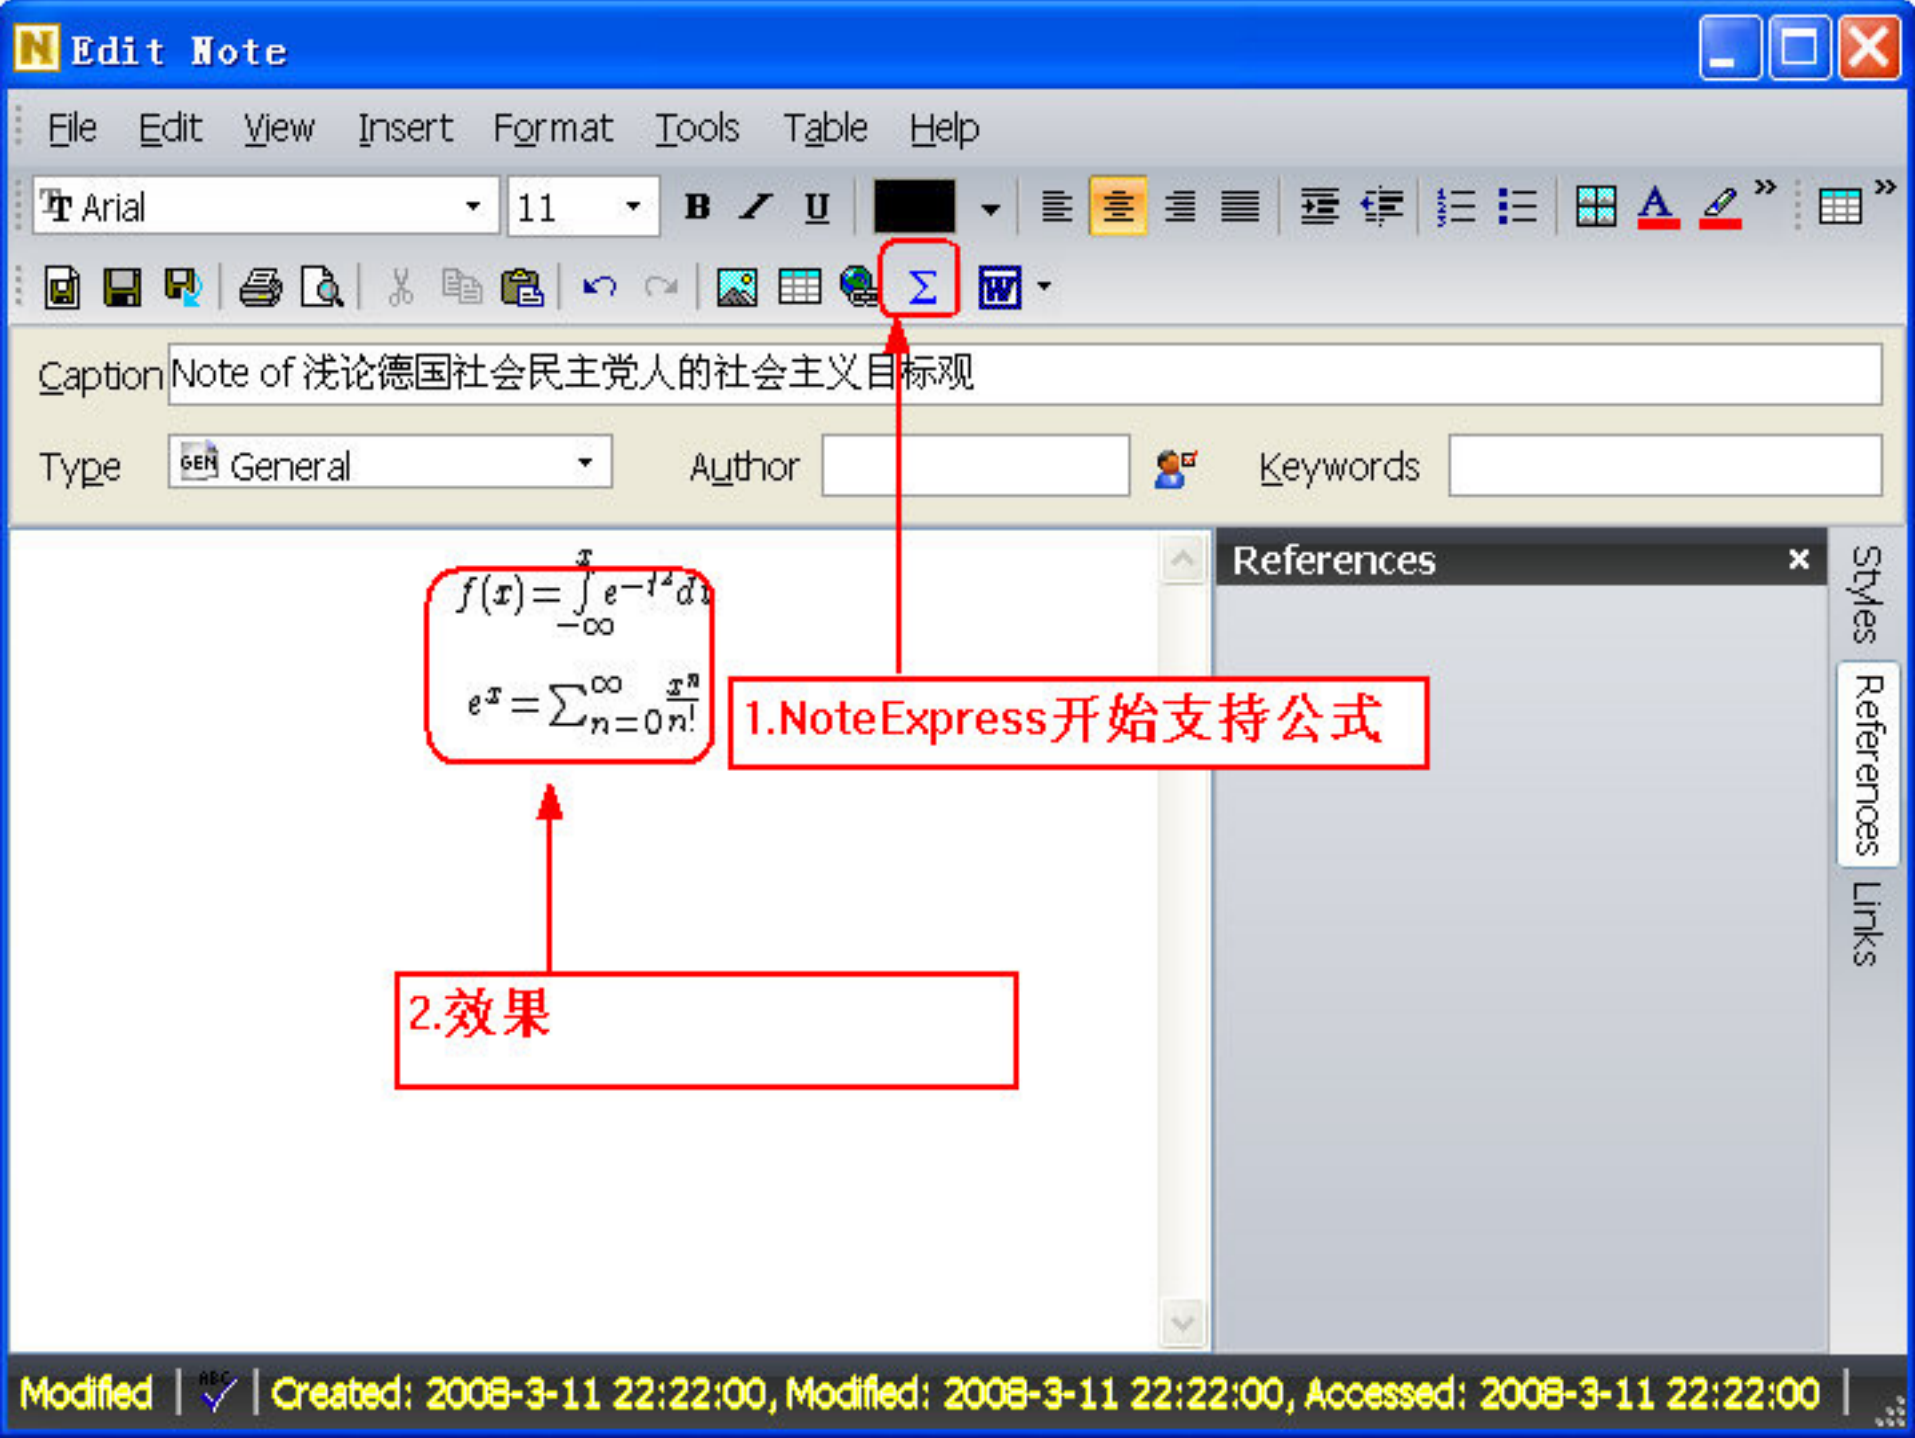 Edit Note
File Edit View Insert Format Tools Table Help
Arial 11 B I U
Σ W
Caption Note of 浅论德国社会民主党人的社会主义目标观
Type GEN General Author Keywords
f(x)=∫_{-∞}^{x} e^{-t^2}dt
e^x=∑_{n=0}^{∞} x^n/n!
1.NoteExpress开始支持公式
2.效果
References ×
Styles
References
Links
Modified ABC Created: 2008-3-11 22:22:00, Modified: 2008-3-11 22:22:00, Accessed: 2008-3-11 22:22:00